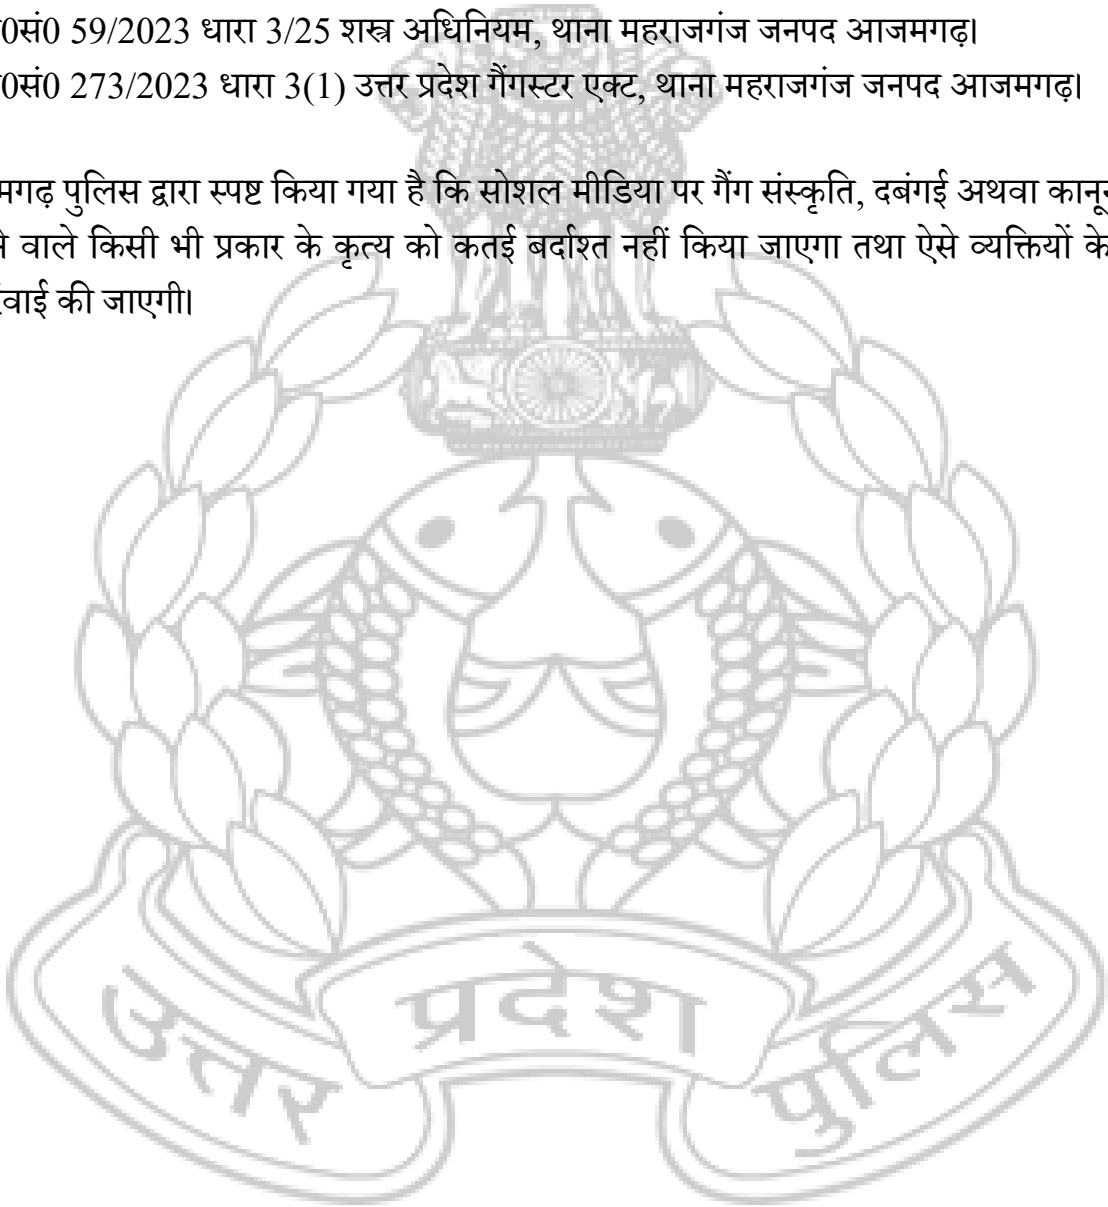 0सं0 59/2023 धारा 3/25 शस्त्र अधिनियम, थाना महराजगंज जनपद आजमगढ़।
0सं0 273/2023 धारा 3(1) उत्तर प्रदेश गैंगस्टर एक्ट, थाना महराजगंज जनपद आजमगढ़।
मगढ़ पुलिस द्वारा स्पष्ट किया गया है कि सोशल मीडिया पर गैंग संस्कृति, दबंगई अथवा कानून
वाले किसी भी प्रकार के कृत्य को कतई बर्दाश्त नहीं किया जाएगा तथा ऐसे व्यक्तियों के
वाई की जाएगी।
उत्तर प्रदेश पुलिस